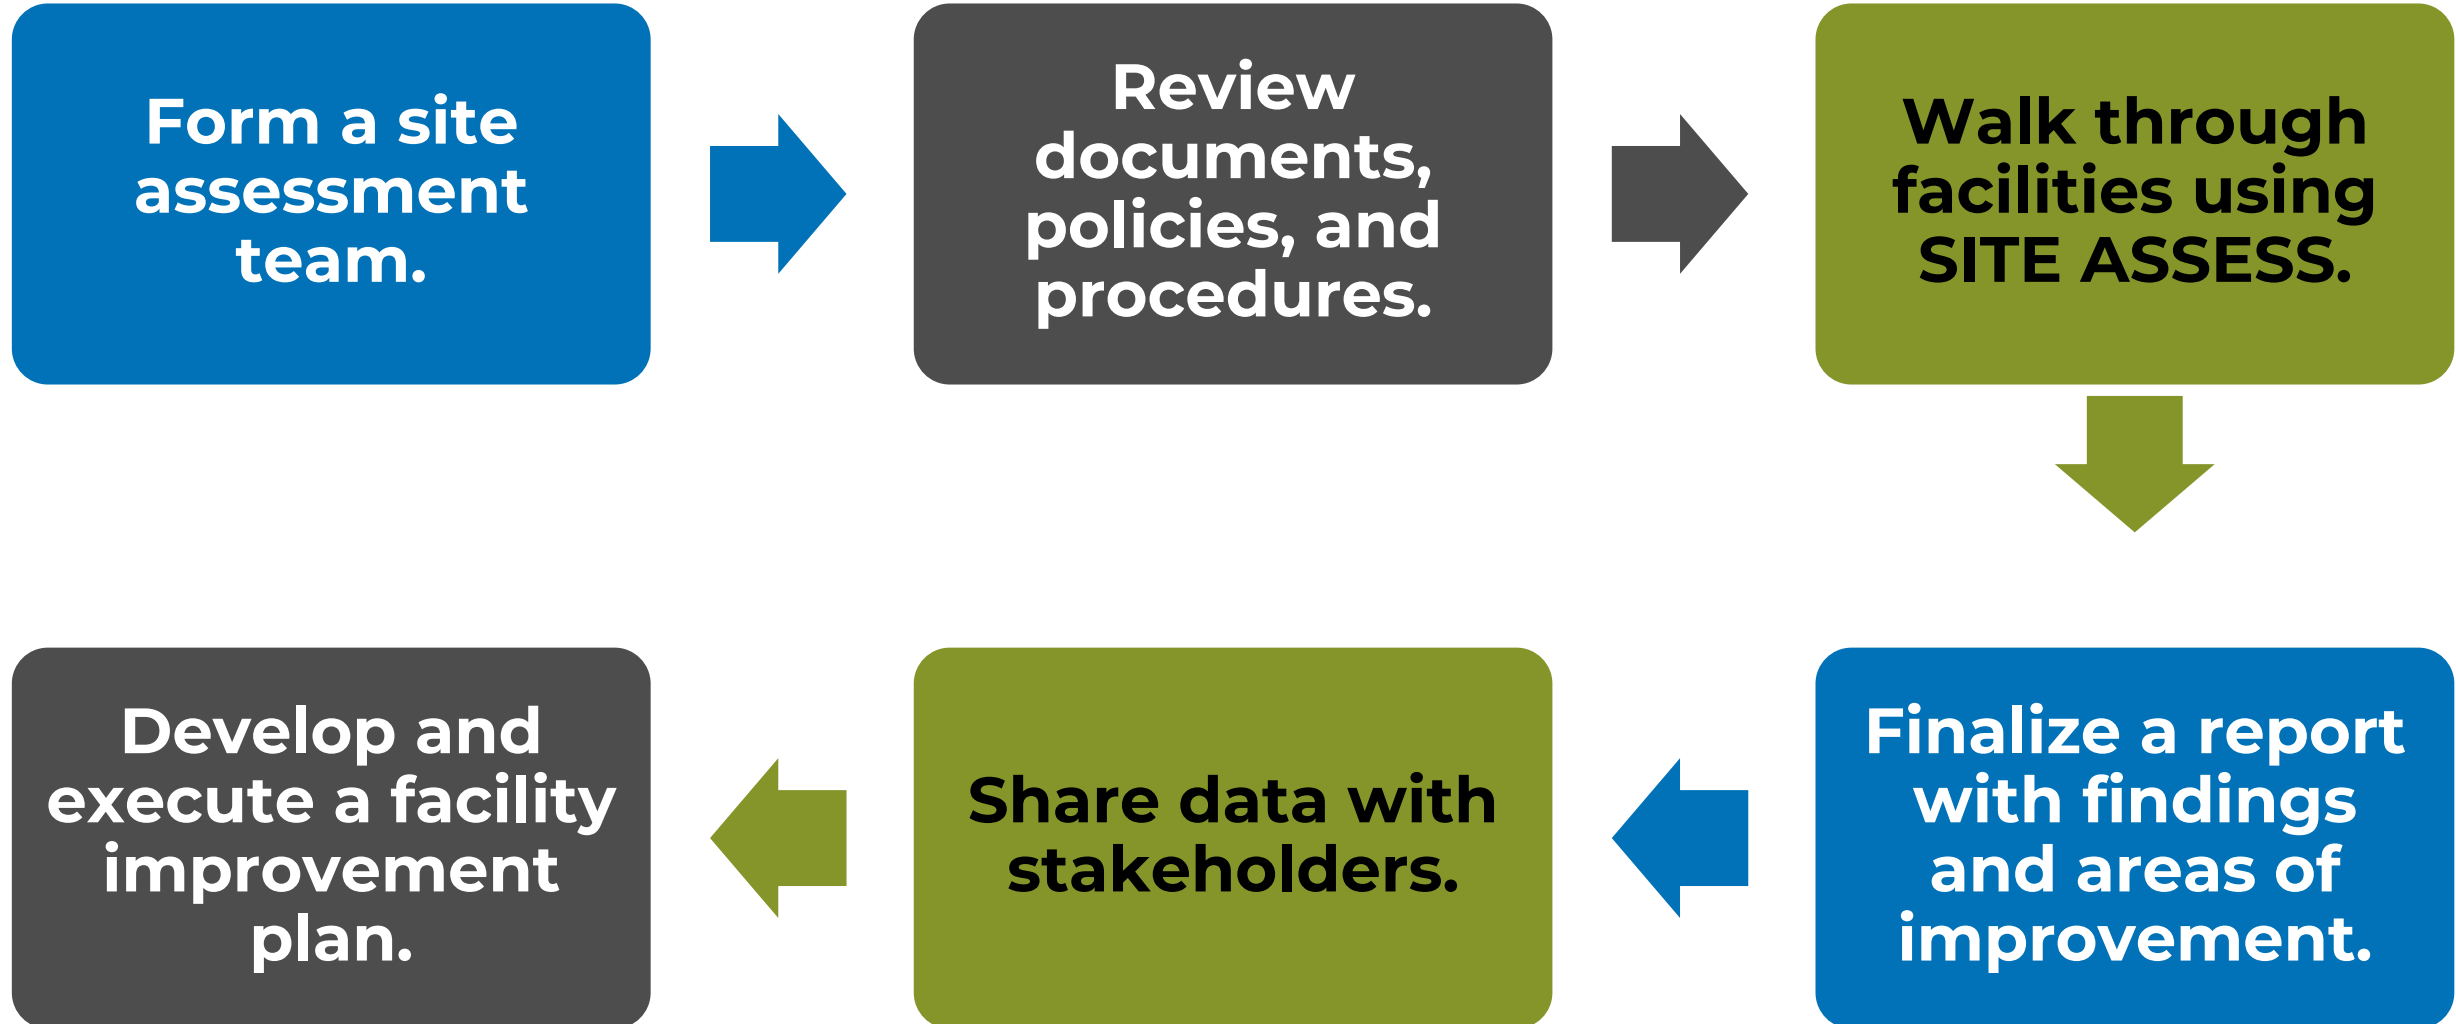 Form a site
assessment
team.
Review
documents,
policies, and
procedures.
Walk through
facilities using
SITE ASSESS.
Finalize a report
with findings
and areas of
improvement.
Share data with
stakeholders.
Develop and
execute a facility
improvement
plan.